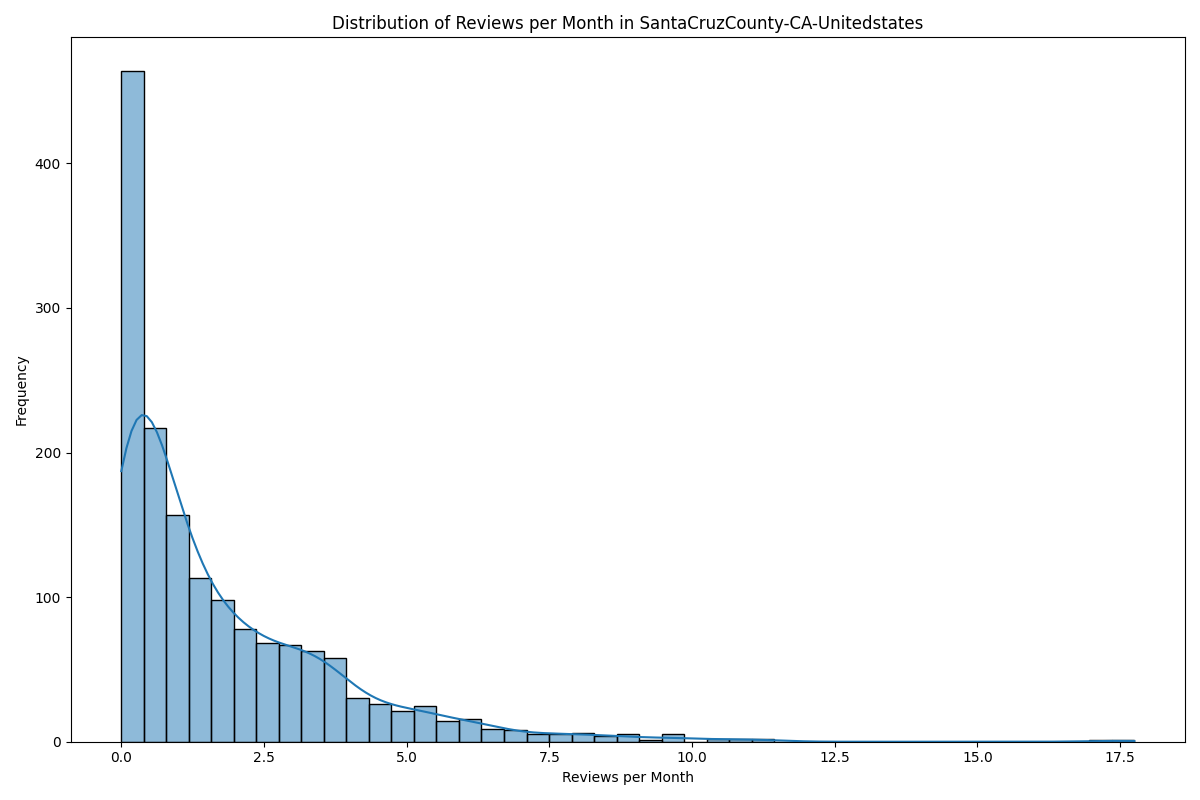 Distribution of Reviews per Month in SantaCruzCounty-CA-Unitedstates
Frequency
400
300
200
100
0
0.0 2.5 5.0 7.5 10.0 12.5 15.0 17.5
Reviews per Month